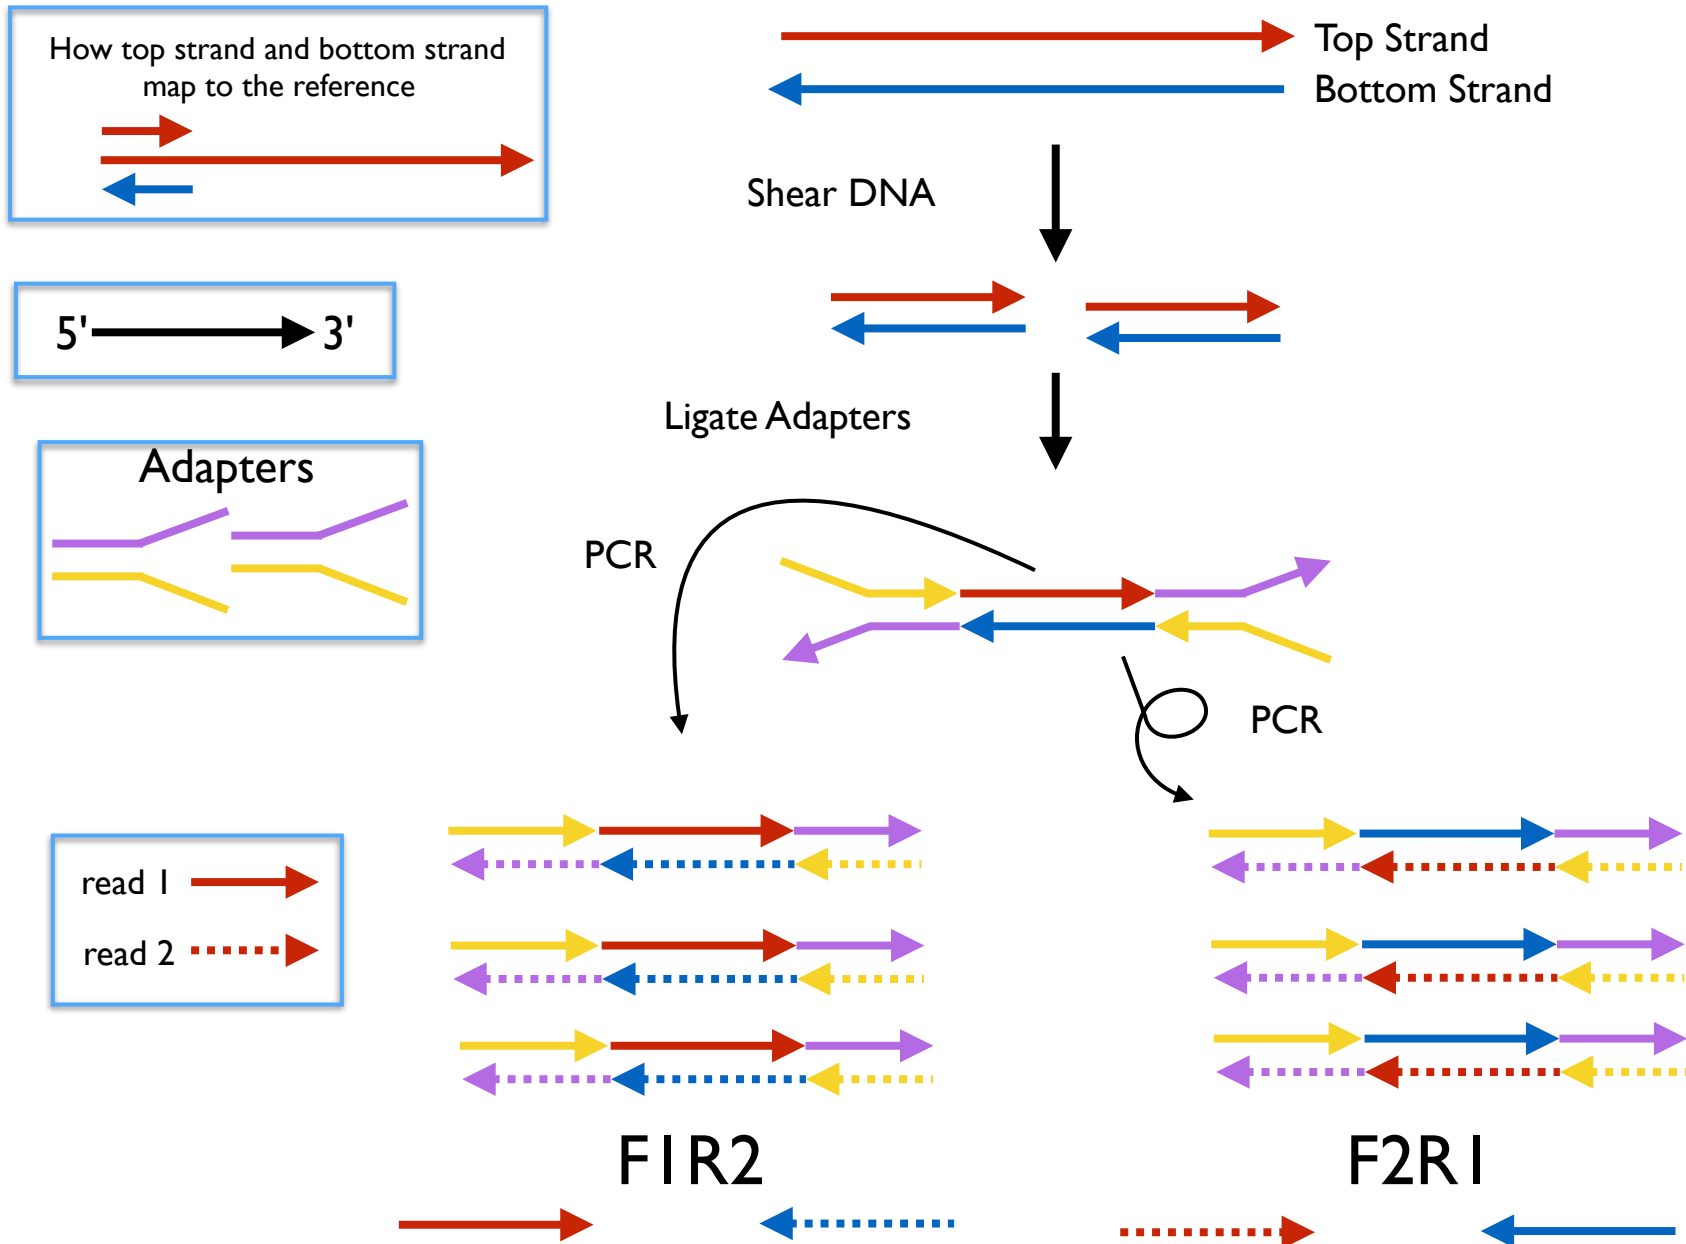 How top strand and bottom strand
map to the reference
Top Strand
Bottom Strand
Shear DNA
5' 3'
Ligate Adapters
Adapters
PCR
PCR
read 1
read 2
F1R2
F2R1